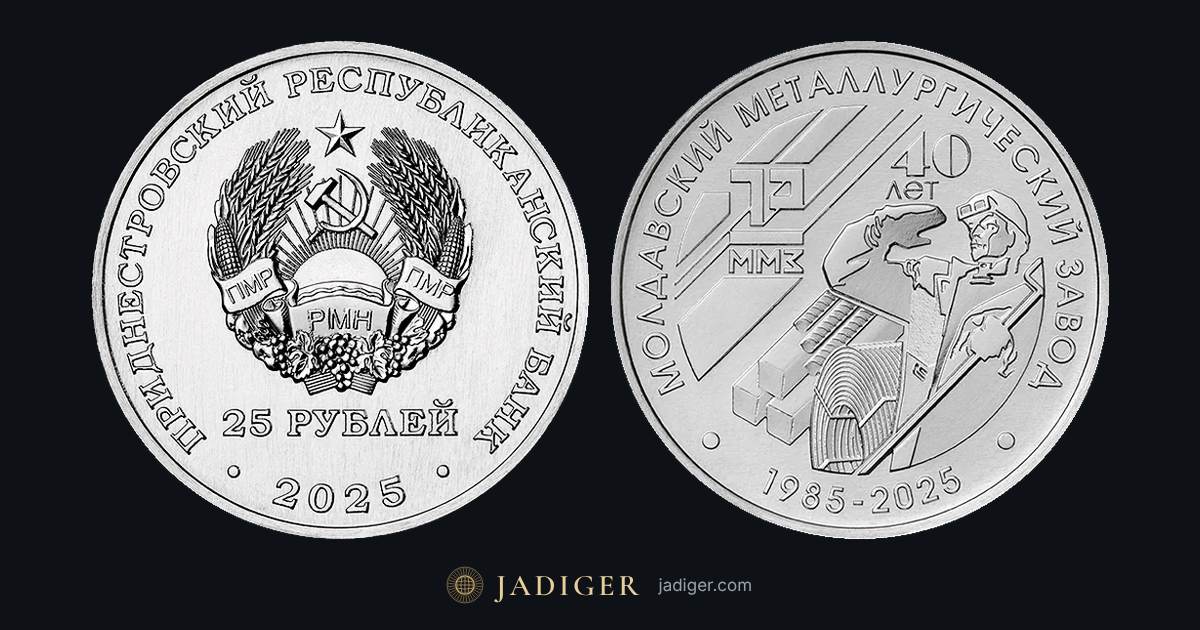 ПРИДНЕСТРОВСКИЙ РЕСПУБЛИКАНСКИЙ БАНК
ПМР
ПМР
РМН
25 РУБЛЕЙ
2025
МОЛДАВСКИЙ МЕТАЛЛУРГИЧЕСКИЙ ЗАВОД
40
ЛЕТ
ММЗ
1985-2025
JADIGER jadiger.com